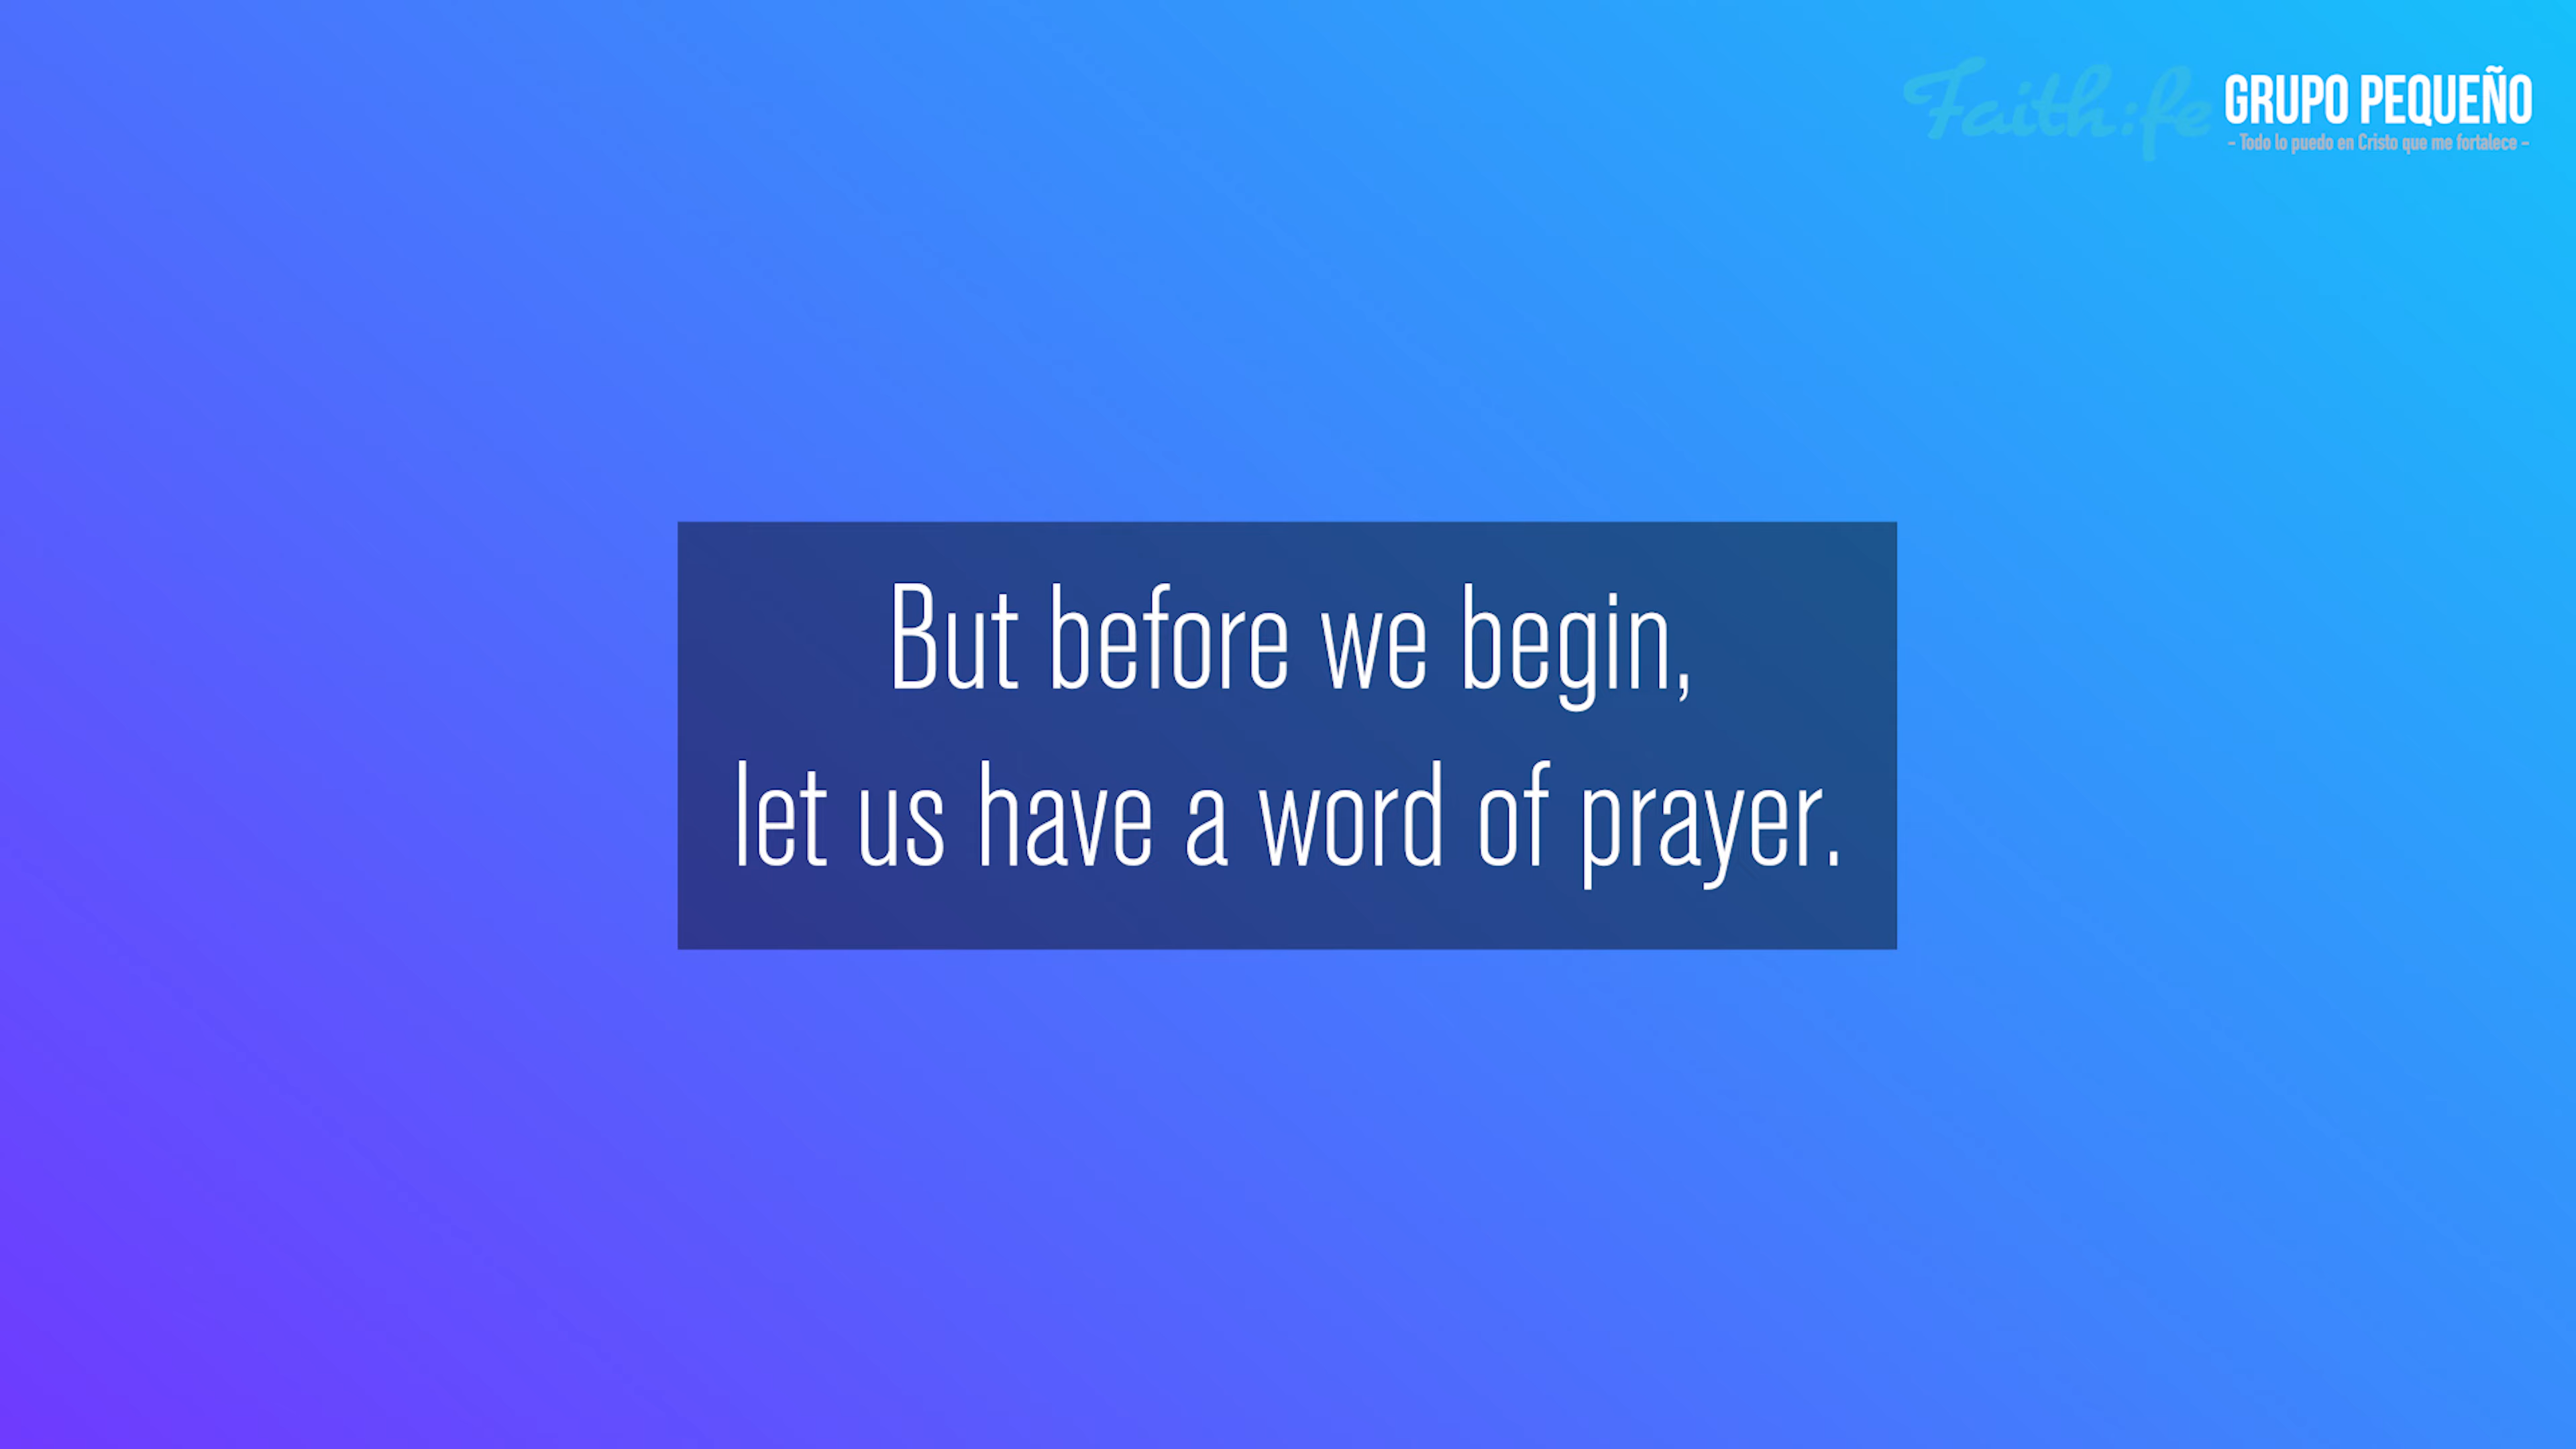 Faith:fe GRUPO PEQUEÑO
- Todo lo puedo en Cristo que me fortalece -
But before we begin,
let us have a word of prayer.